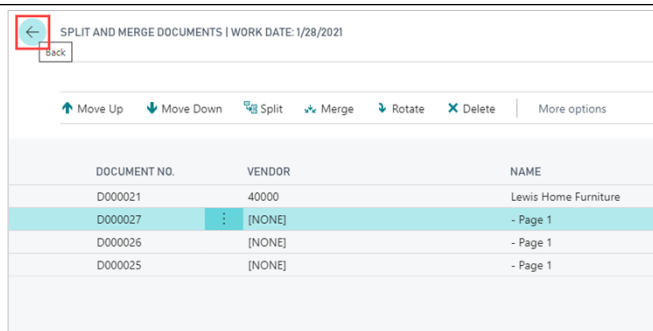 SPLIT AND MERGE DOCUMENTS | WORK DATE: 1/28/2021
Back
Move Up Move Down Split Merge Rotate Delete More options
DOCUMENT NO. VENDOR NAME
D000021 40000 Lewis Home Furniture
D000027 [NONE] - Page 1
D000026 [NONE] - Page 1
D000025 [NONE] - Page 1